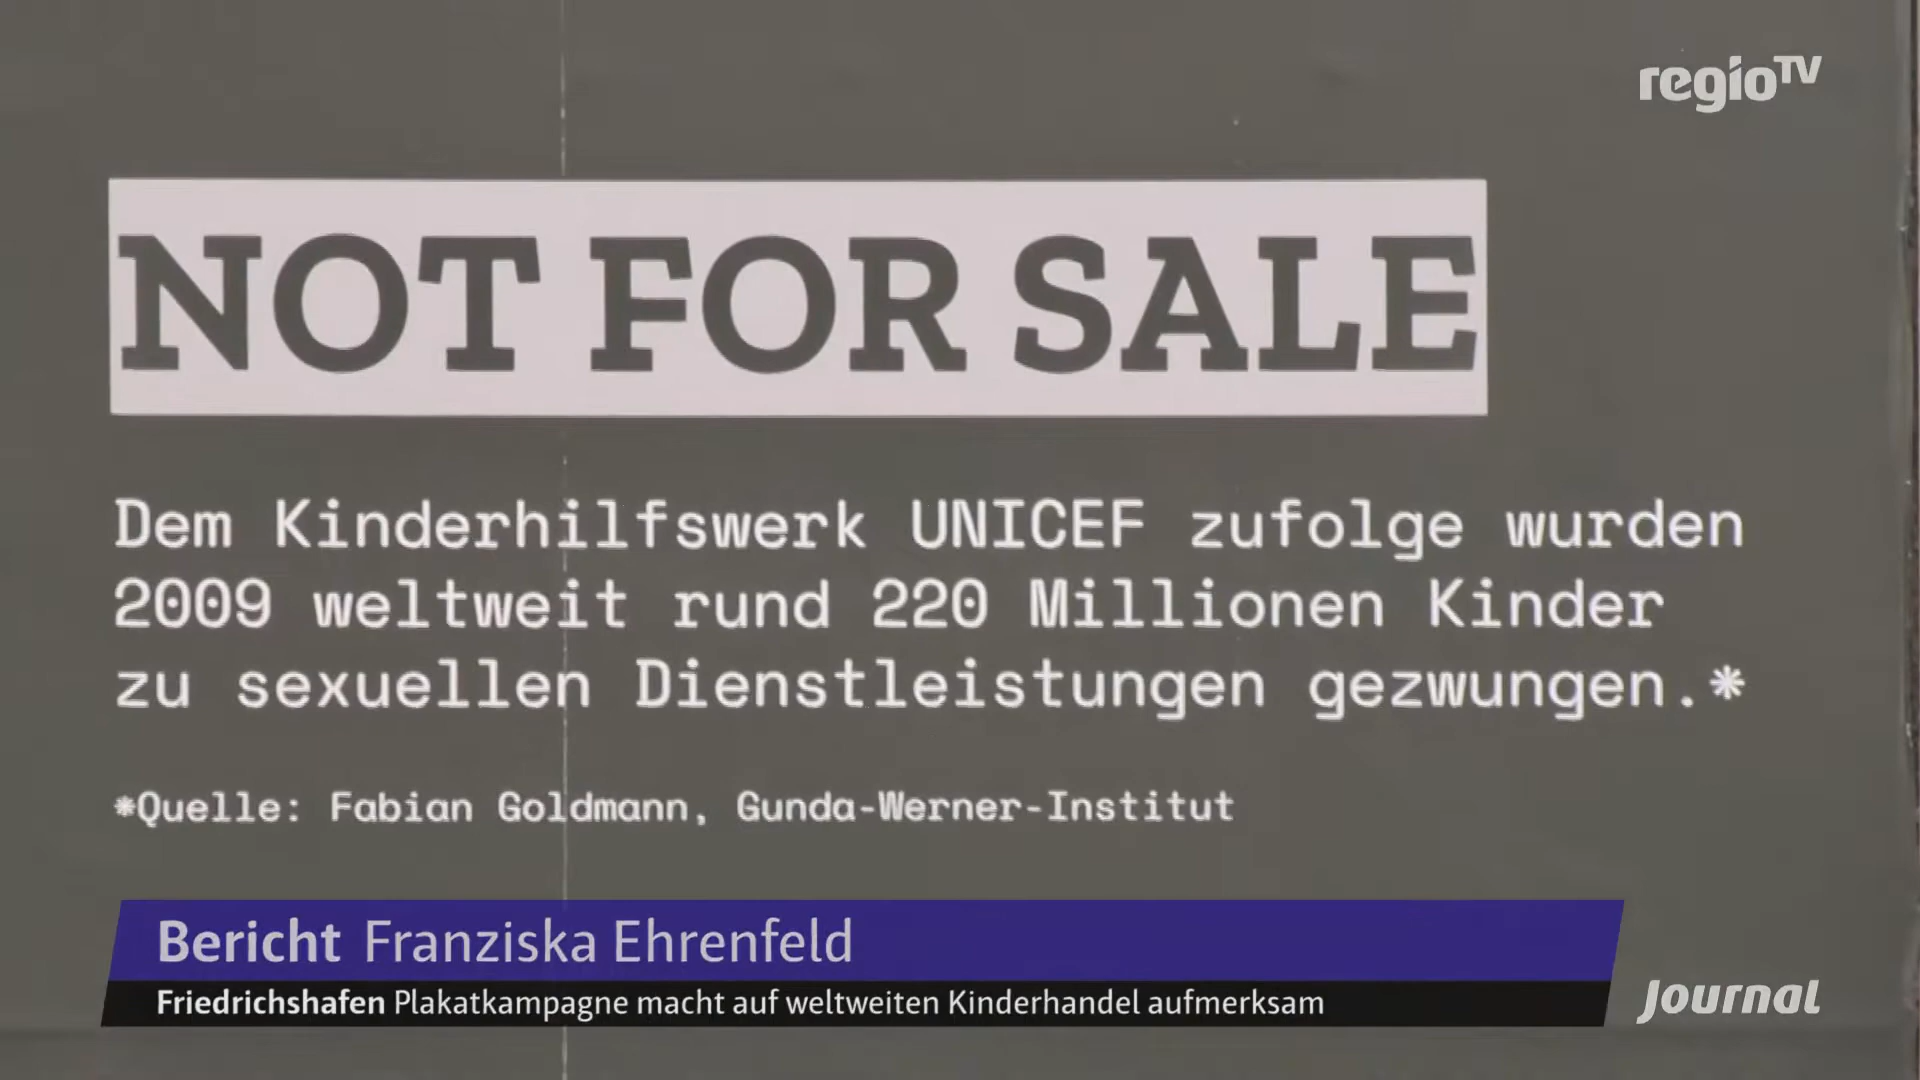 regioTV
NOT FOR SALE
Dem Kinderhilfswerk UNICEF zufolge wurden
2009 weltweit rund 220 Millionen Kinder
zu sexuellen Dienstleistungen gezwungen.*
*Quelle: Fabian Goldmann, Gunda-Werner-Institut
Bericht Franziska Ehrenfeld
Friedrichshafen Plakatkampagne macht auf weltweiten Kinderhandel aufmerksam
Journal